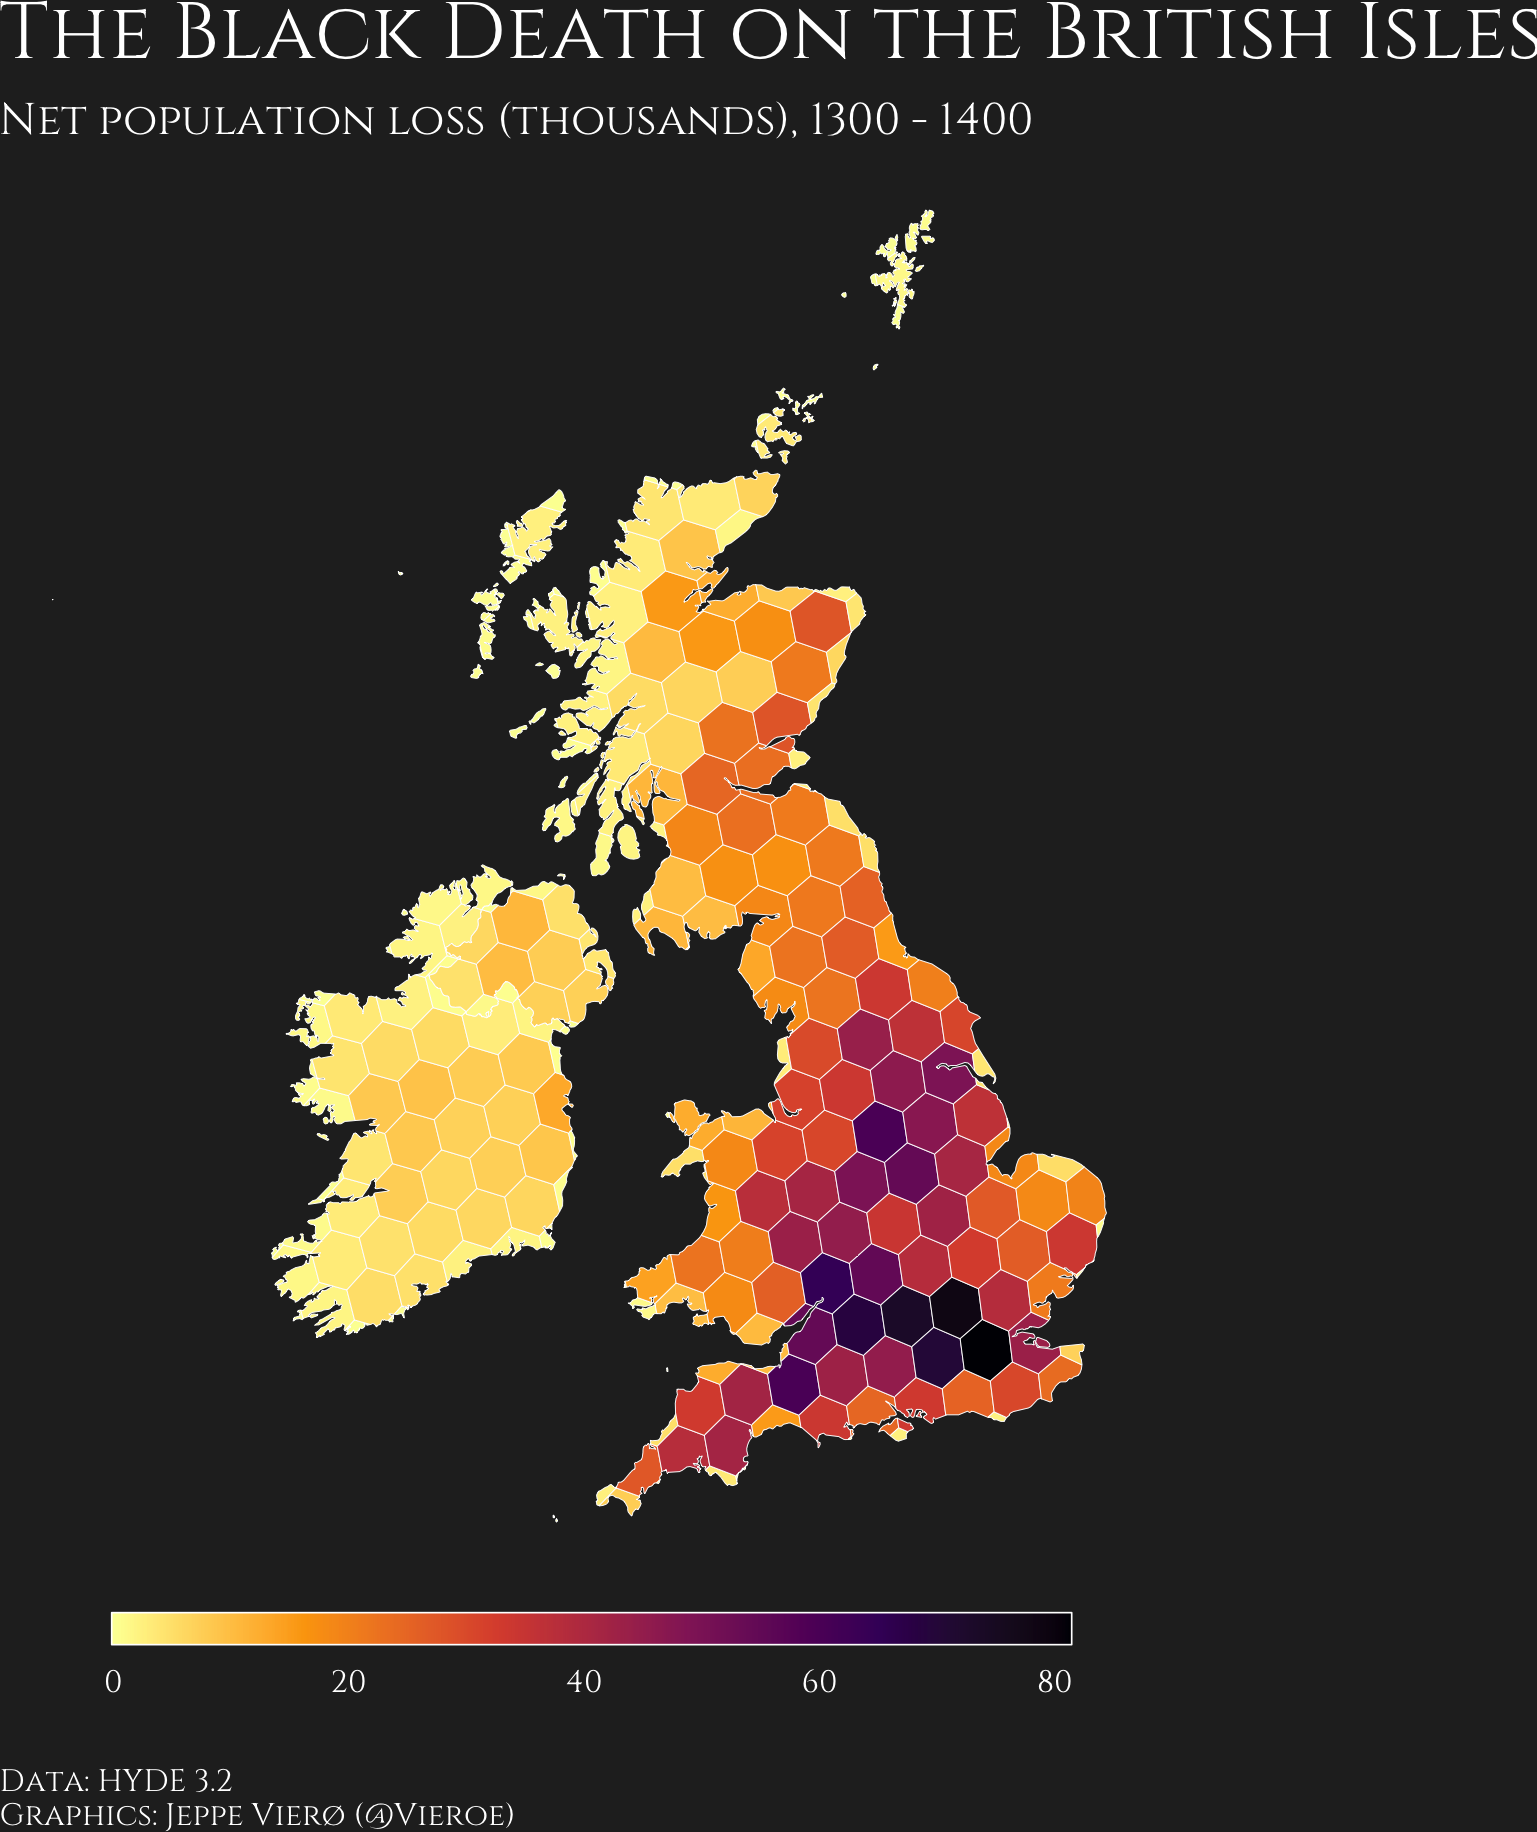 The Black Death on the British Isles
Net population loss (thousands), 1300 - 1400
0 20 40 60 80
Data: HYDE 3.2
Graphics: Jeppe Vierø (@Vieroe)